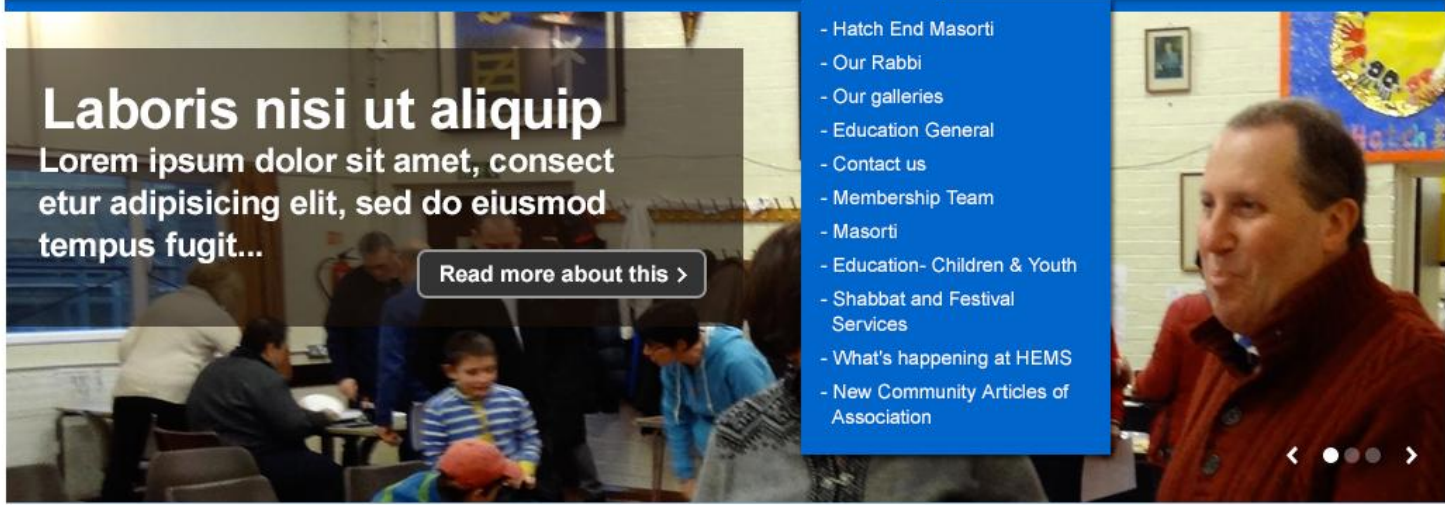 Laboris nisi ut aliquip
Lorem ipsum dolor sit amet, consect
etur adipisicing elit, sed do eiusmod
tempus fugit...
Read more about this >
- Hatch End Masorti
- Our Rabbi
- Our galleries
- Education General
- Contact us
- Membership Team
- Masorti
- Education- Children & Youth
- Shabbat and Festival
Services
- What's happening at HEMS
- New Community Articles of
Association